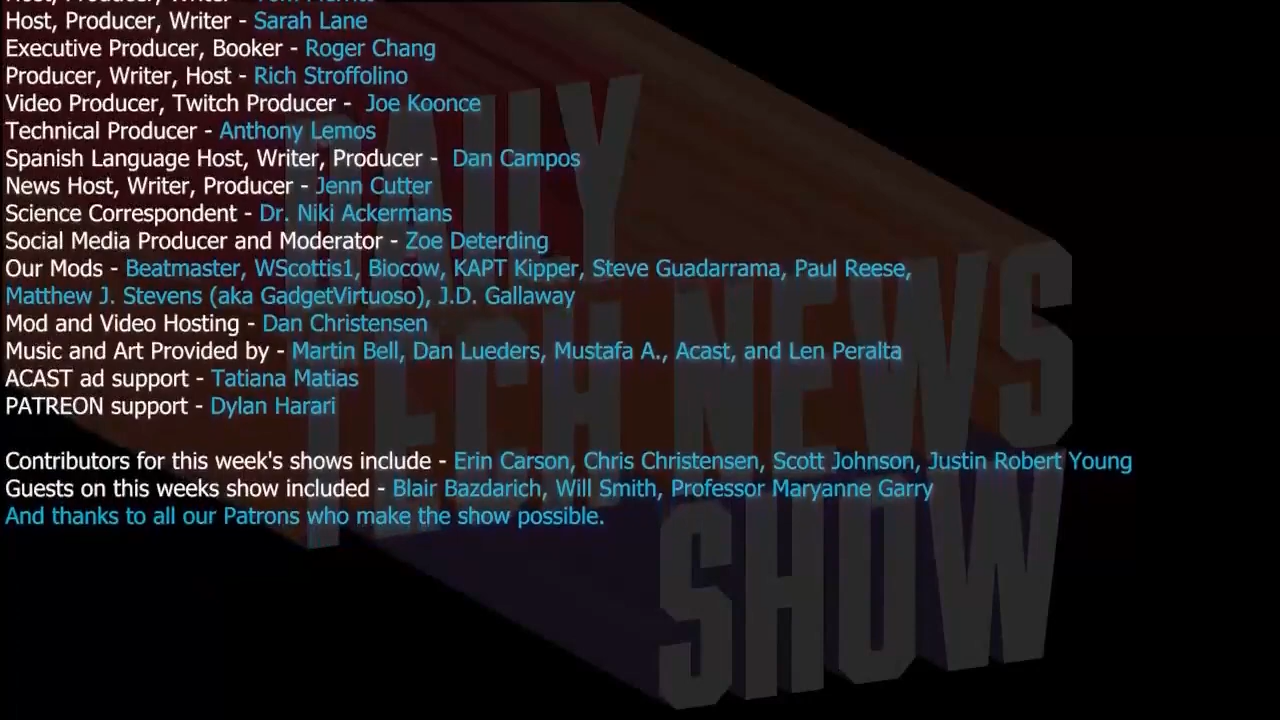 Host, Producer, Writer - Tom Merritt
Host, Producer, Writer - Sarah Lane
Executive Producer, Booker - Roger Chang
Producer, Writer, Host - Rich Stroffolino
Video Producer, Twitch Producer - Joe Koonce
Technical Producer - Anthony Lemos
Spanish Language Host, Writer, Producer - Dan Campos
News Host, Writer, Producer - Jenn Cutter
Science Correspondent - Dr. Niki Ackermans
Social Media Producer and Moderator - Zoe Deterding
Our Mods - Beatmaster, WScottis1, Biocow, KAPT Kipper, Steve Guadarrama, Paul Reese,
Matthew J. Stevens (aka GadgetVirtuoso), J.D. Gallaway
Mod and Video Hosting - Dan Christensen
Music and Art Provided by - Martin Bell, Dan Lueders, Mustafa A., Acast, and Len Peralta
ACAST ad support - Tatiana Matias
PATREON support - Dylan Harari
Contributors for this week's shows include - Erin Carson, Chris Christensen, Scott Johnson, Justin Robert Young
Guests on this weeks show included - Blair Bazdarich, Will Smith, Professor Maryanne Garry
And thanks to all our Patrons who make the show possible.
DAILY
TECH NEWS
SHOW